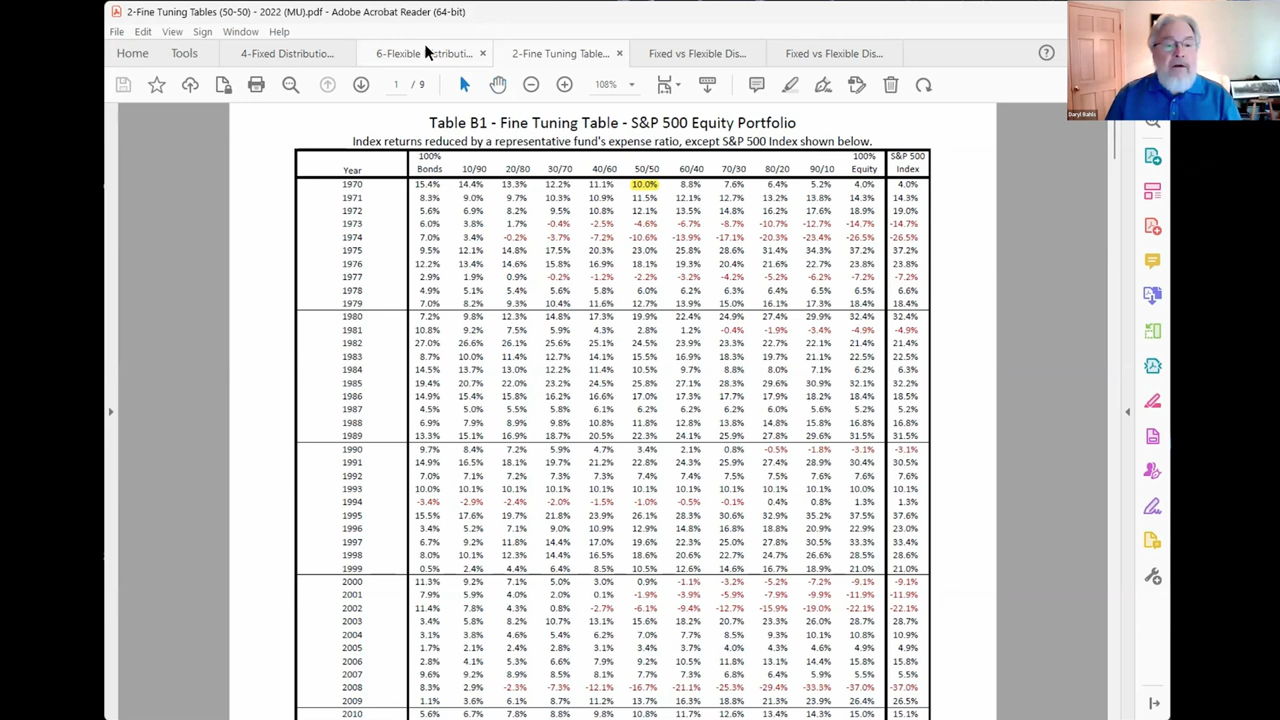 2-Fine Tuning Tables (50-50) - 2022 (MU).pdf - Adobe Acrobat Reader (64-bit)
File Edit View Sign Window Help
Home Tools 4-Fixed Distributio... 6-Flexible Distributi... 2-Fine Tuning Table... Fixed vs Flexible Dis... Fixed vs Flexible Dis...
1 / 9 108%
Daryl Bahls
Table B1 - Fine Tuning Table - S&P 500 Equity Portfolio
Index returns reduced by a representative fund's expense ratio, except S&P 500 Index shown below.
Year 100% Bonds 10/90 20/80 30/70 40/60 50/50 60/40 70/30 80/20 90/10 100% Equity S&P 500 Index
1970 15.4% 14.4% 13.3% 12.2% 11.1% 10.0% 8.8% 7.6% 6.4% 5.2% 4.0% 4.0%
1971 8.3% 9.0% 9.7% 10.3% 10.9% 11.5% 12.1% 12.7% 13.2% 13.8% 14.3% 14.3%
1972 5.6% 6.9% 8.2% 9.5% 10.8% 12.1% 13.5% 14.8% 16.2% 17.6% 18.9% 19.0%
1973 6.0% 3.8% 1.7% -0.4% -2.5% -4.6% -6.7% -8.7% -10.7% -12.7% -14.7% -14.7%
1974 7.0% 3.4% -0.2% -3.7% -7.2% -10.6% -13.9% -17.1% -20.3% -23.4% -26.5% -26.5%
1975 9.5% 12.1% 14.8% 17.5% 20.3% 23.0% 25.8% 28.6% 31.4% 34.3% 37.2% 37.2%
1976 12.2% 13.4% 14.6% 15.8% 16.9% 18.1% 19.3% 20.4% 21.6% 22.7% 23.8% 23.8%
1977 2.9% 1.9% 0.9% -0.2% -1.2% -2.2% -3.2% -4.2% -5.2% -6.2% -7.2% -7.2%
1978 4.9% 5.1% 5.4% 5.6% 5.8% 6.0% 6.2% 6.3% 6.4% 6.5% 6.5% 6.6%
1979 7.0% 8.2% 9.3% 10.4% 11.6% 12.7% 13.9% 15.0% 16.1% 17.3% 18.4% 18.4%
1980 7.2% 9.8% 12.3% 14.8% 17.3% 19.9% 22.4% 24.9% 27.4% 29.9% 32.4% 32.4%
1981 10.8% 9.2% 7.5% 5.9% 4.3% 2.8% 1.2% -0.4% -1.9% -3.4% -4.9% -4.9%
1982 27.0% 26.6% 26.1% 25.6% 25.1% 24.5% 23.9% 23.3% 22.7% 22.1% 21.4% 21.4%
1983 8.7% 10.0% 11.4% 12.7% 14.1% 15.5% 16.9% 18.3% 19.7% 21.1% 22.5% 22.5%
1984 14.5% 13.7% 13.0% 12.2% 11.4% 10.5% 9.7% 8.8% 8.0% 7.1% 6.2% 6.3%
1985 19.4% 20.7% 22.0% 23.2% 24.5% 25.8% 27.1% 28.3% 29.6% 30.9% 32.1% 32.2%
1986 14.9% 15.4% 15.8% 16.2% 16.6% 17.0% 17.3% 17.7% 17.9% 18.2% 18.4% 18.5%
1987 4.5% 5.0% 5.5% 5.8% 6.1% 6.2% 6.2% 6.2% 6.0% 5.6% 5.2% 5.2%
1988 6.9% 7.9% 8.9% 9.8% 10.8% 11.8% 12.8% 13.8% 14.8% 15.8% 16.8% 16.8%
1989 13.3% 15.1% 16.9% 18.7% 20.5% 22.3% 24.1% 25.9% 27.8% 29.6% 31.5% 31.5%
1990 9.7% 8.4% 7.2% 5.9% 4.7% 3.4% 2.1% 0.8% -0.5% -1.8% -3.1% -3.1%
1991 14.9% 16.5% 18.1% 19.7% 21.2% 22.8% 24.3% 25.9% 27.4% 28.9% 30.4% 30.5%
1992 7.0% 7.1% 7.2% 7.3% 7.3% 7.4% 7.4% 7.5% 7.5% 7.6% 7.6% 7.6%
1993 10.0% 10.1% 10.1% 10.1% 10.1% 10.1% 10.1% 10.1% 10.1% 10.1% 10.0% 10.1%
1994 -3.4% -2.9% -2.4% -2.0% -1.5% -1.0% -0.5% -0.1% 0.4% 0.8% 1.3% 1.3%
1995 15.5% 17.6% 19.7% 21.8% 23.9% 26.1% 28.3% 30.6% 32.9% 35.2% 37.5% 37.6%
1996 3.4% 5.2% 7.1% 9.0% 10.9% 12.9% 14.8% 16.8% 18.8% 20.9% 22.9% 23.0%
1997 6.7% 9.2% 11.8% 14.4% 17.0% 19.6% 22.3% 25.0% 27.8% 30.5% 33.3% 33.4%
1998 8.0% 10.1% 12.3% 14.4% 16.5% 18.6% 20.6% 22.7% 24.7% 26.6% 28.5% 28.6%
1999 0.5% 2.4% 4.4% 6.4% 8.5% 10.5% 12.6% 14.6% 16.7% 18.9% 21.0% 21.0%
2000 11.3% 9.2% 7.1% 5.0% 3.0% 0.9% -1.1% -3.2% -5.2% -7.2% -9.1% -9.1%
2001 7.9% 5.9% 4.0% 2.0% 0.1% -1.9% -3.9% -5.9% -7.9% -9.9% -11.9% -11.9%
2002 11.4% 7.8% 4.3% 0.8% -2.7% -6.1% -9.4% -12.7% -15.9% -19.0% -22.1% -22.1%
2003 3.4% 5.8% 8.2% 10.7% 13.1% 15.6% 18.2% 20.7% 23.3% 26.0% 28.7% 28.7%
2004 3.1% 3.8% 4.6% 5.4% 6.2% 7.0% 7.7% 8.5% 9.3% 10.1% 10.8% 10.9%
2005 1.7% 2.1% 2.4% 2.8% 3.1% 3.4% 3.7% 4.0% 4.3% 4.6% 4.9% 4.9%
2006 2.8% 4.1% 5.3% 6.6% 7.9% 9.2% 10.5% 11.8% 13.1% 14.4% 15.8% 15.8%
2007 9.6% 9.2% 8.9% 8.5% 8.1% 7.7% 7.3% 6.8% 6.4% 5.9% 5.5% 5.5%
2008 8.3% 2.9% -2.3% -7.3% -12.1% -16.7% -21.1% -25.3% -29.4% -33.3% -37.0% -37.0%
2009 1.1% 3.6% 6.1% 8.7% 11.2% 13.7% 16.3% 18.8% 21.3% 23.9% 26.4% 26.5%
2010 5.6% 6.7% 7.8% 8.8% 9.8% 10.8% 11.7% 12.6% 13.4% 14.3% 15.0% 15.1%